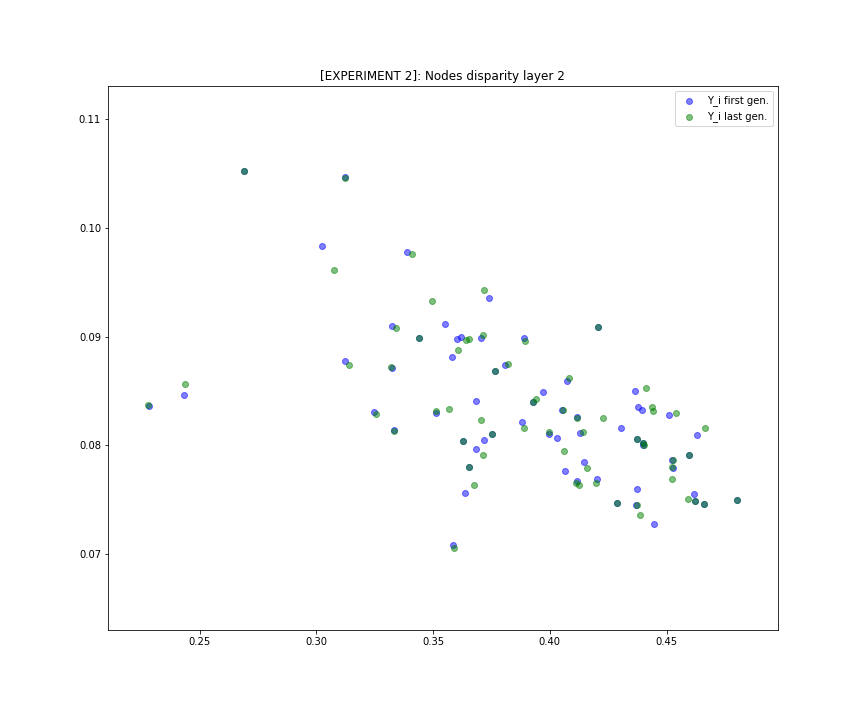 [EXPERIMENT 2]: Nodes disparity layer 2
Y_i first gen.
Y_i last gen.
0.11
0.10
0.09
0.08
0.07
0.25 0.30 0.35 0.40 0.45